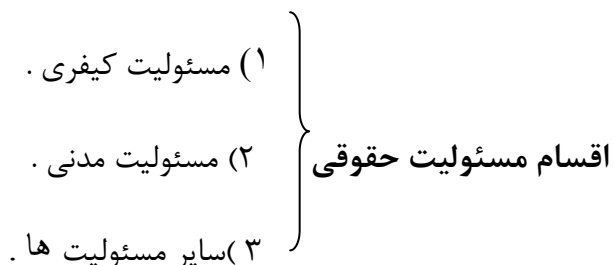 اقسام مسئولیت حقوقی
۱) مسئولیت کیفری .
۲) مسئولیت مدنی .
۳)سایر مسئولیت ها .